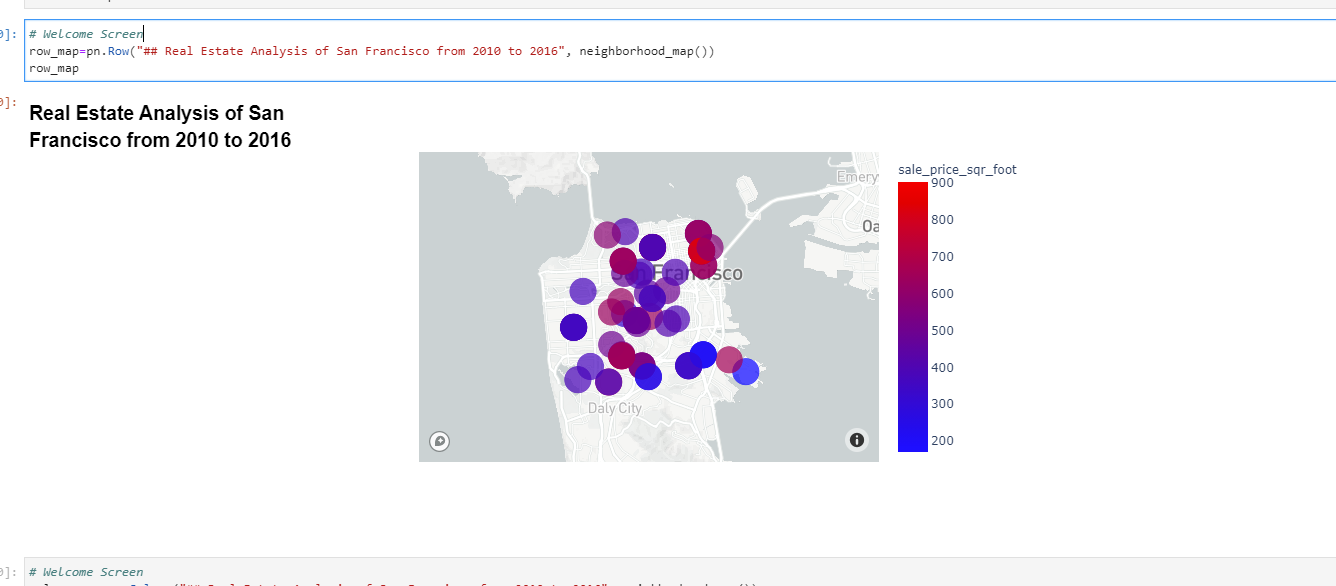 0]:
# Welcome Screen
row_map=pn.Row("## Real Estate Analysis of San Francisco from 2010 to 2016", neighborhood_map())
row_map
0]:
Real Estate Analysis of San
Francisco from 2010 to 2016
sale_price_sqr_foot
900
800
700
600
500
400
300
200
Emery
Oa
San Francisco
Daly City
0]:
# Welcome Screen